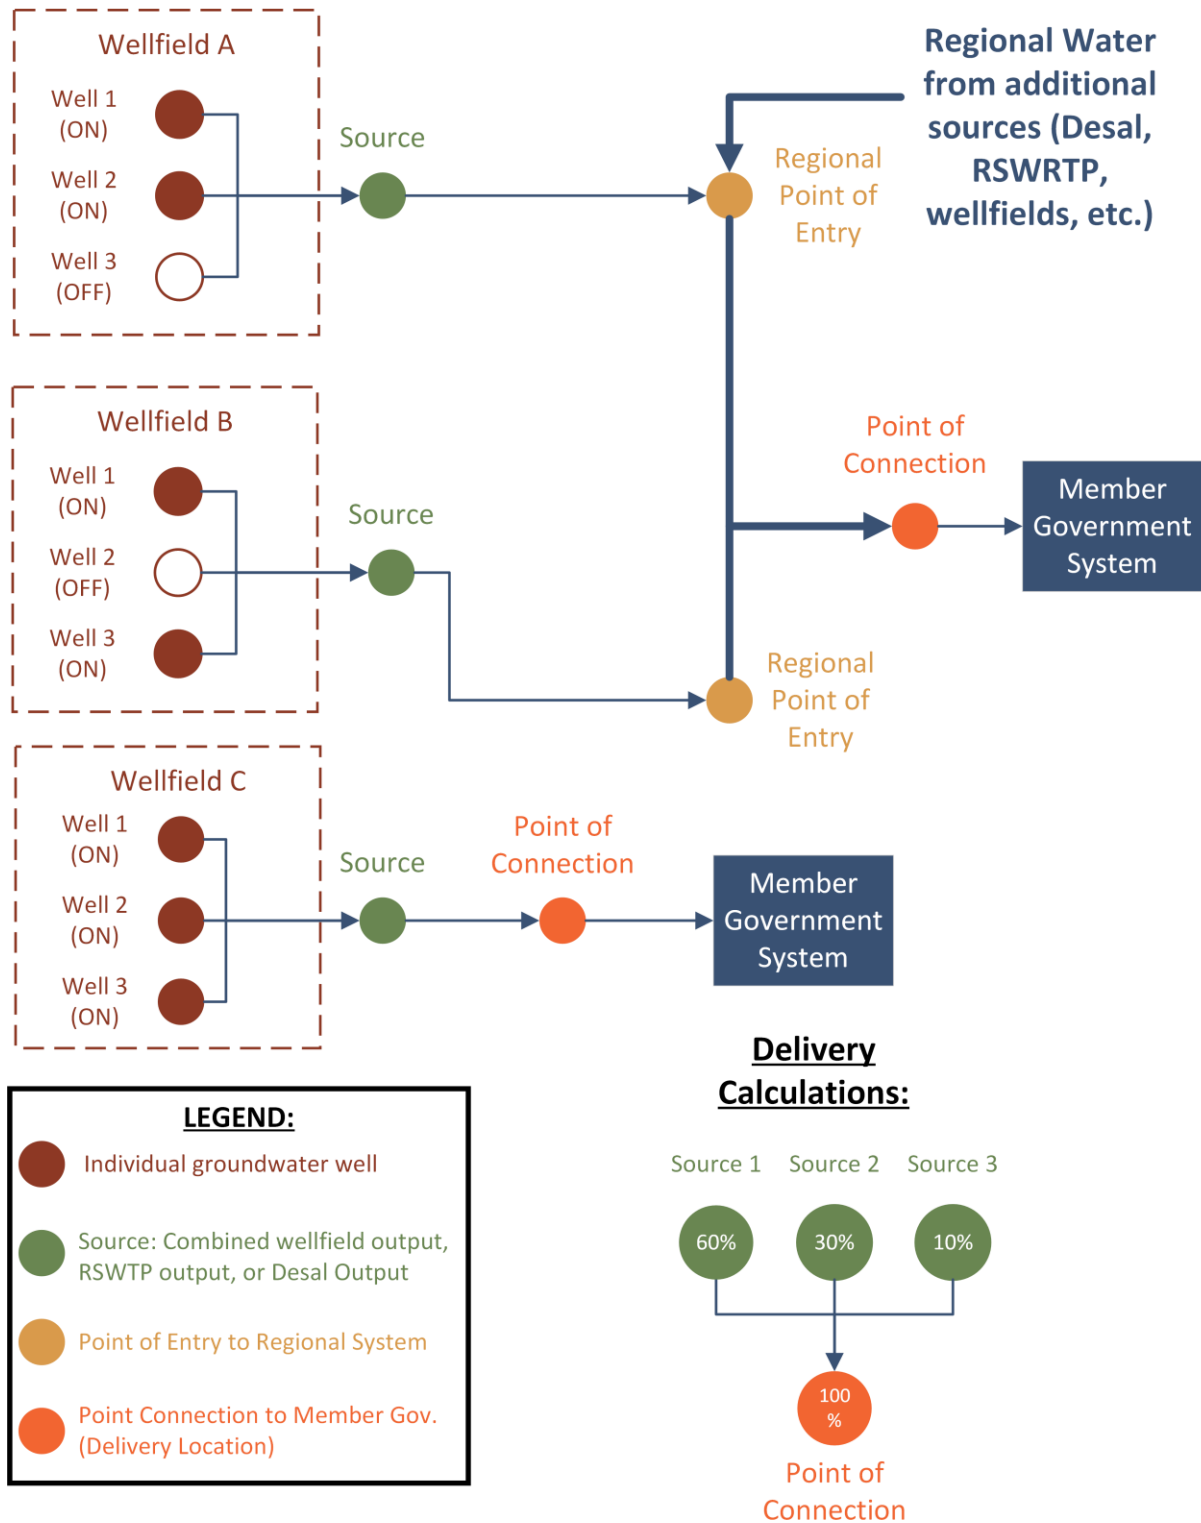 Wellfield A
Well 1
(ON)
Well 2
(ON)
Well 3
(OFF)
Source
Regional
Point of
Entry
Regional Water
from additional
sources (Desal,
RSWRTP,
wellfields, etc.)
Wellfield B
Well 1
(ON)
Well 2
(OFF)
Well 3
(ON)
Source
Point of
Connection
Member
Government
System
Regional
Point of
Entry
Wellfield C
Well 1
(ON)
Well 2
(ON)
Well 3
(ON)
Source
Point of
Connection
Member
Government
System
LEGEND:
Individual groundwater well
Source: Combined wellfield output,
RSWTP output, or Desal Output
Point of Entry to Regional System
Point Connection to Member Gov.
(Delivery Location)
Delivery
Calculations:
Source 1 Source 2 Source 3
60% 30% 10%
100
%
Point of
Connection